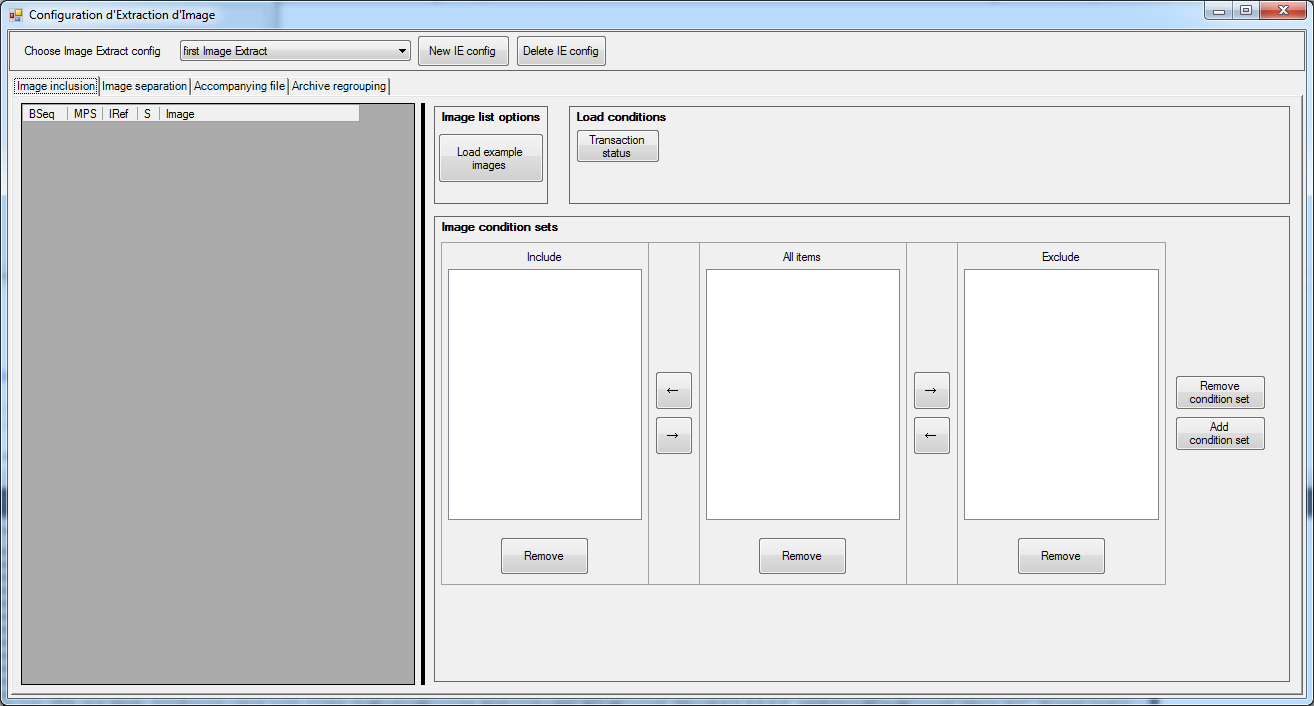 Configuration d'Extraction d'Image
Choose Image Extract config
first Image Extract
New IE config
Delete IE config
Image inclusion
Image separation
Accompanying file
Archive regrouping
BSeq
MPS
IRef
S
Image
Image list options
Load example
images
Load conditions
Transaction
status
Image condition sets
Include
All items
Exclude
←
→
→
←
Remove
condition set
Add
condition set
Remove
Remove
Remove